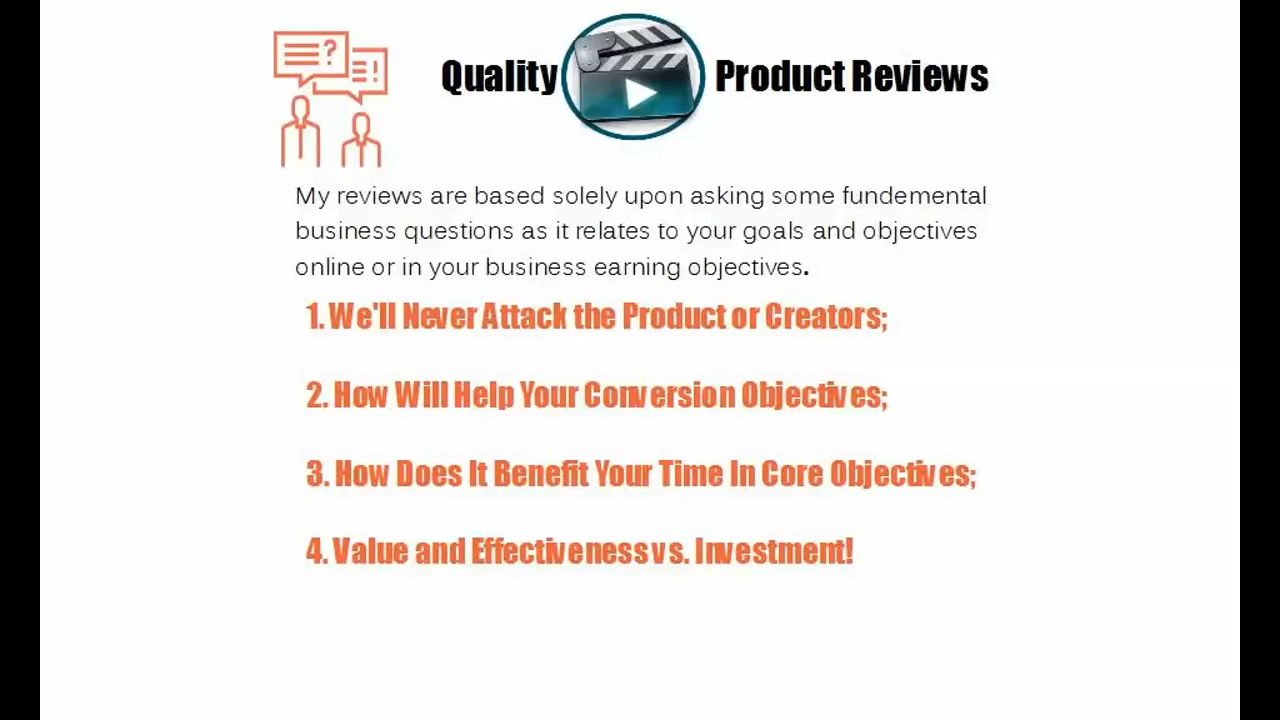 Quality Product Reviews
My reviews are based solely upon asking some fundemental
business questions as it relates to your goals and objectives
online or in your business earning objectives.
1. We'll Never Attack the Product or Creators;
2. How Will Help Your Conversion Objectives;
3. How Does It Benefit Your Time In Core Objectives;
4. Value and Effectiveness vs. Investment!